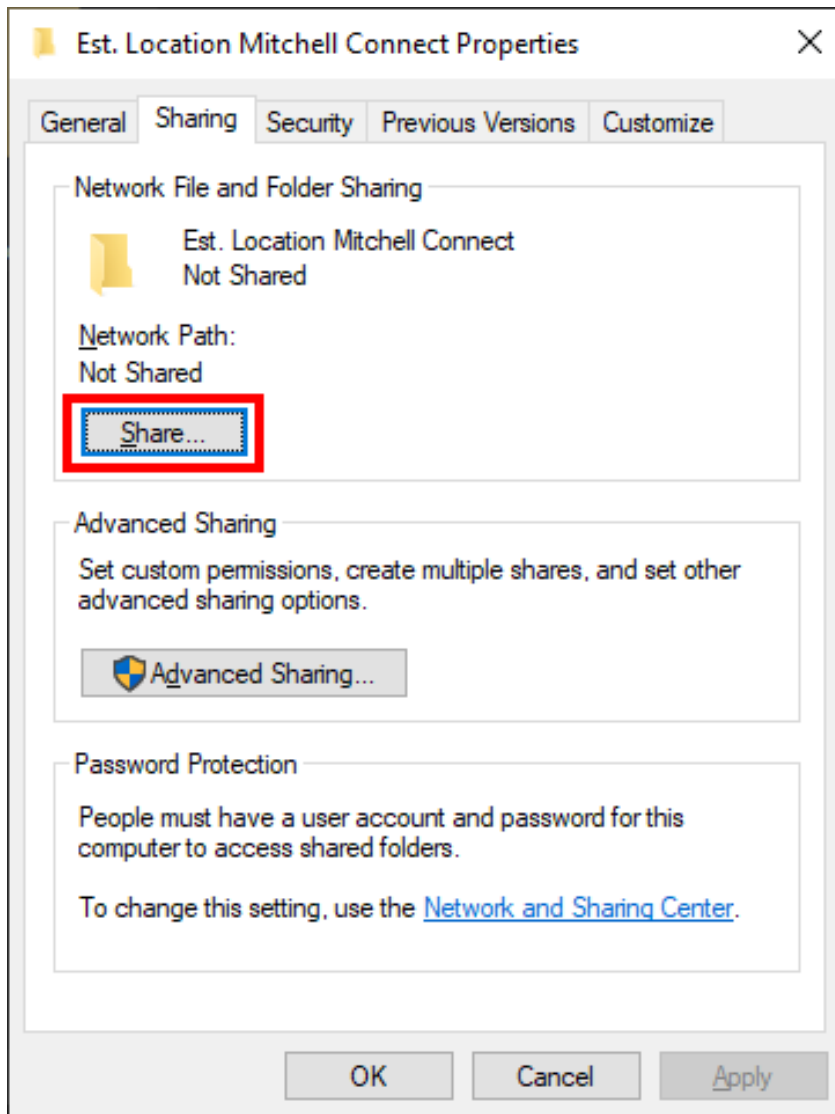 Est. Location Mitchell Connect Properties
General Sharing Security Previous Versions Customize
Network File and Folder Sharing
Est. Location Mitchell Connect
Not Shared
Network Path:
Not Shared
Share...
Advanced Sharing
Set custom permissions, create multiple shares, and set other
advanced sharing options.
Advanced Sharing...
Password Protection
People must have a user account and password for this
computer to access shared folders.
To change this setting, use the Network and Sharing Center.
OK Cancel Apply